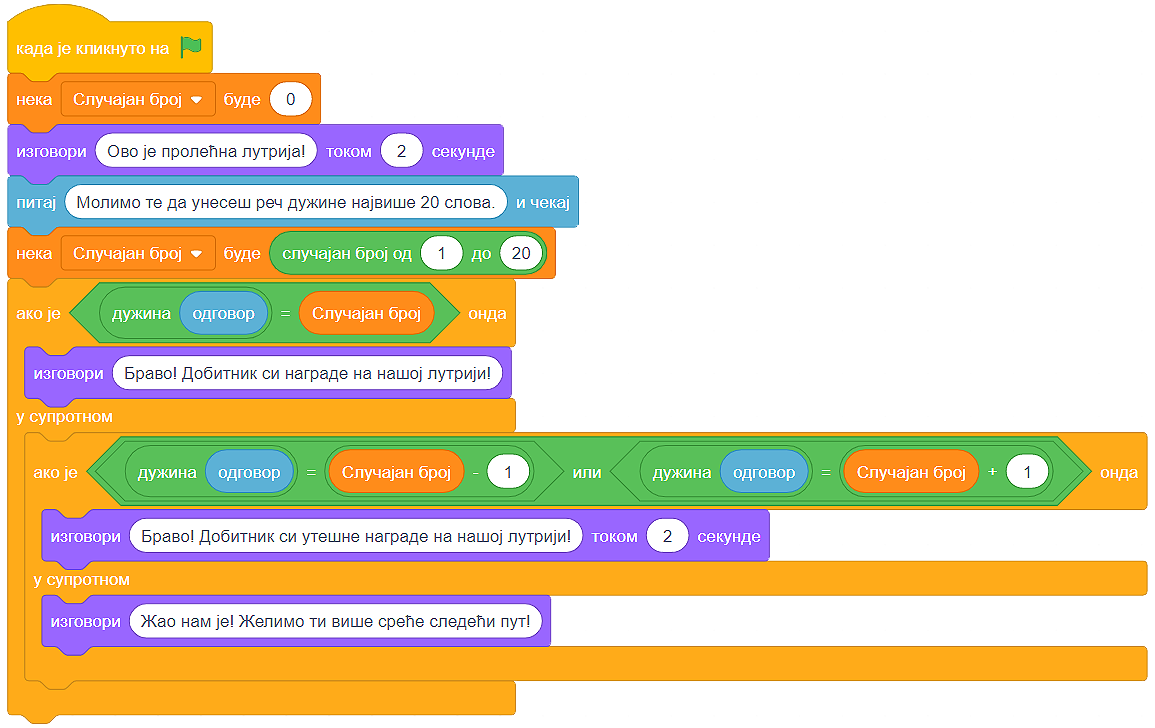 када је кликнуто на
нека Случајан број буде 0
изговори Ово је пролећна лутрија! током 2 секунде
питај Молимо те да унесеш реч дужине највише 20 слова. и чекај
нека Случајан број буде случајан број од 1 до 20
ако је дужина одговор = Случајан број онда
изговори Браво! Добитник си награде на нашој лутрији!
у супротном
ако је дужина одговор = Случајан број - 1 или дужина одговор = Случајан број + 1 онда
изговори Браво! Добитник си утешне награде на нашој лутрији! током 2 секунде
у супротном
изговори Жао нам је! Желимо ти више среће следећи пут!